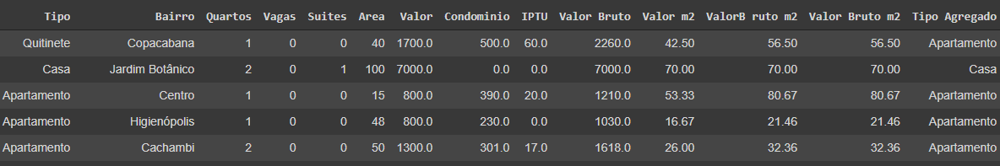 Tipo Bairro Quartos Vagas Suites Area Valor Condominio IPTU Valor Bruto Valor m2 ValorB ruto m2 Valor Bruto m2 Tipo Agregado
Quitinete Copacabana 1 0 0 40 1700.0 500.0 60.0 2260.0 42.50 56.50 56.50 Apartamento
Casa Jardim Botânico 2 0 1 100 7000.0 0.0 0.0 7000.0 70.00 70.00 70.00 Casa
Apartamento Centro 1 0 0 15 800.0 390.0 20.0 1210.0 53.33 80.67 80.67 Apartamento
Apartamento Higienópolis 1 0 0 48 800.0 230.0 0.0 1030.0 16.67 21.46 21.46 Apartamento
Apartamento Cachambi 2 0 0 50 1300.0 301.0 17.0 1618.0 26.00 32.36 32.36 Apartamento